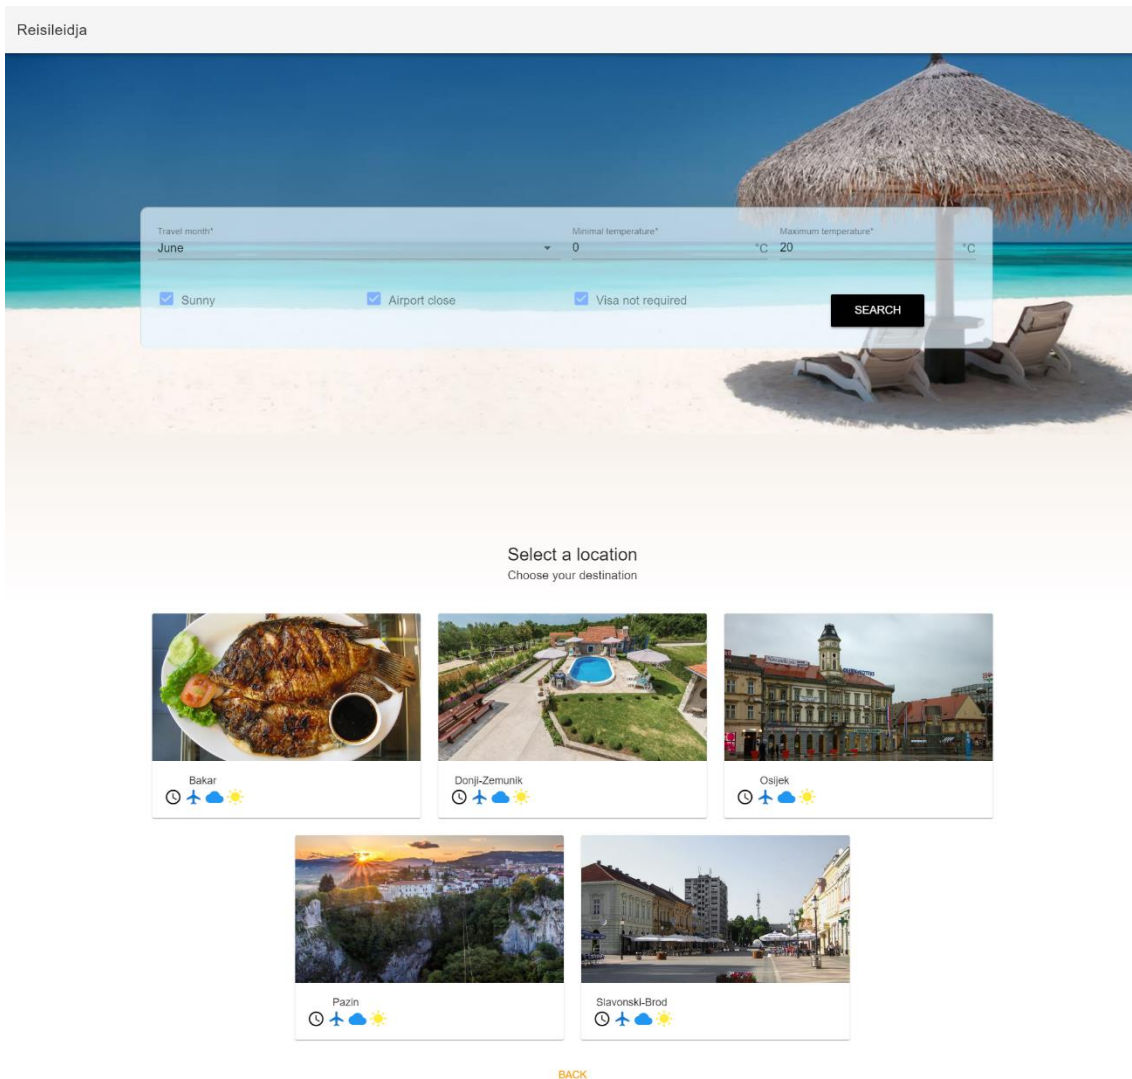 Reisileidja
Travel month*
June
Minimal temperature*
0 °C
Maximum temperature*
20 °C
Sunny
Airport close
Visa not required
SEARCH
Select a location
Choose your destination
Bakar
Donji-Zemunik
Osijek
Pazin
Slavonski-Brod
BACK